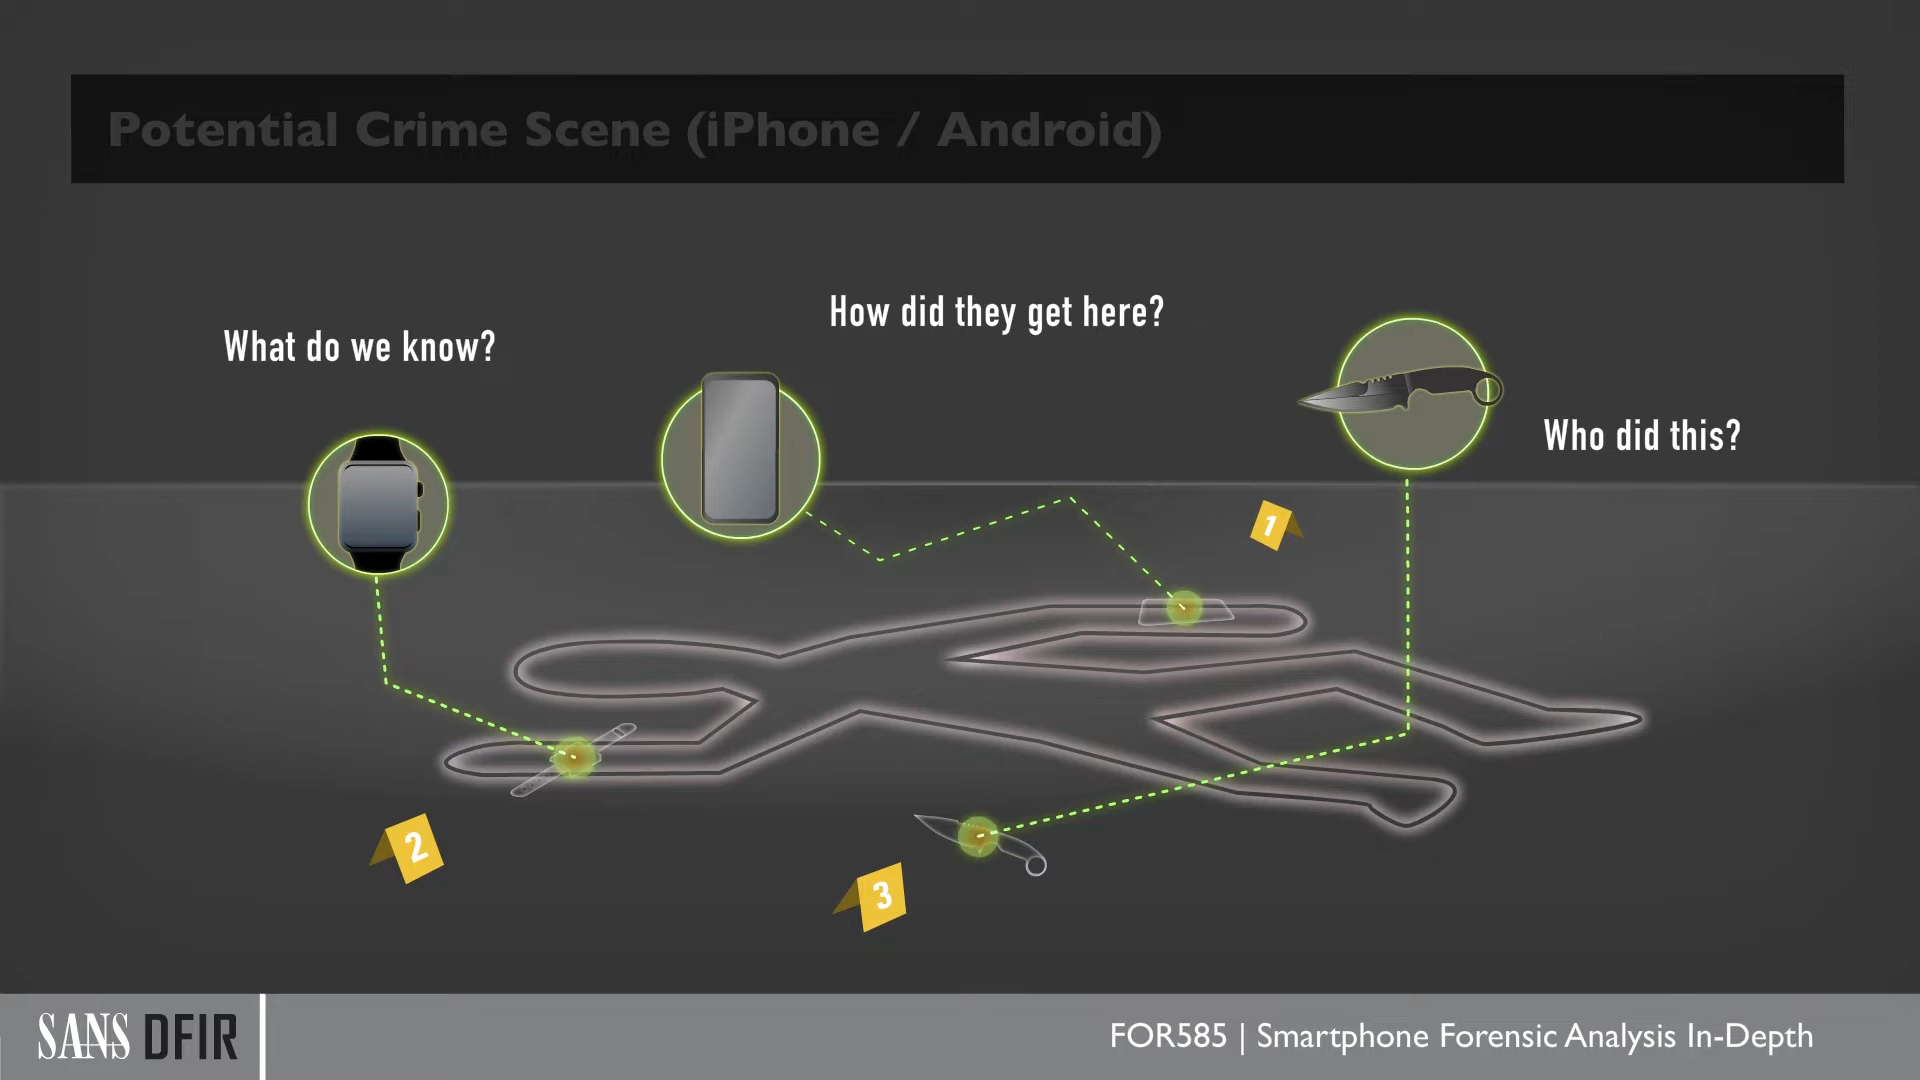 Potential Crime Scene (iPhone / Android)
How did they get here?
What do we know?
Who did this?
1
2
3
SANS DFIR
FOR585 | Smartphone Forensic Analysis In-Depth